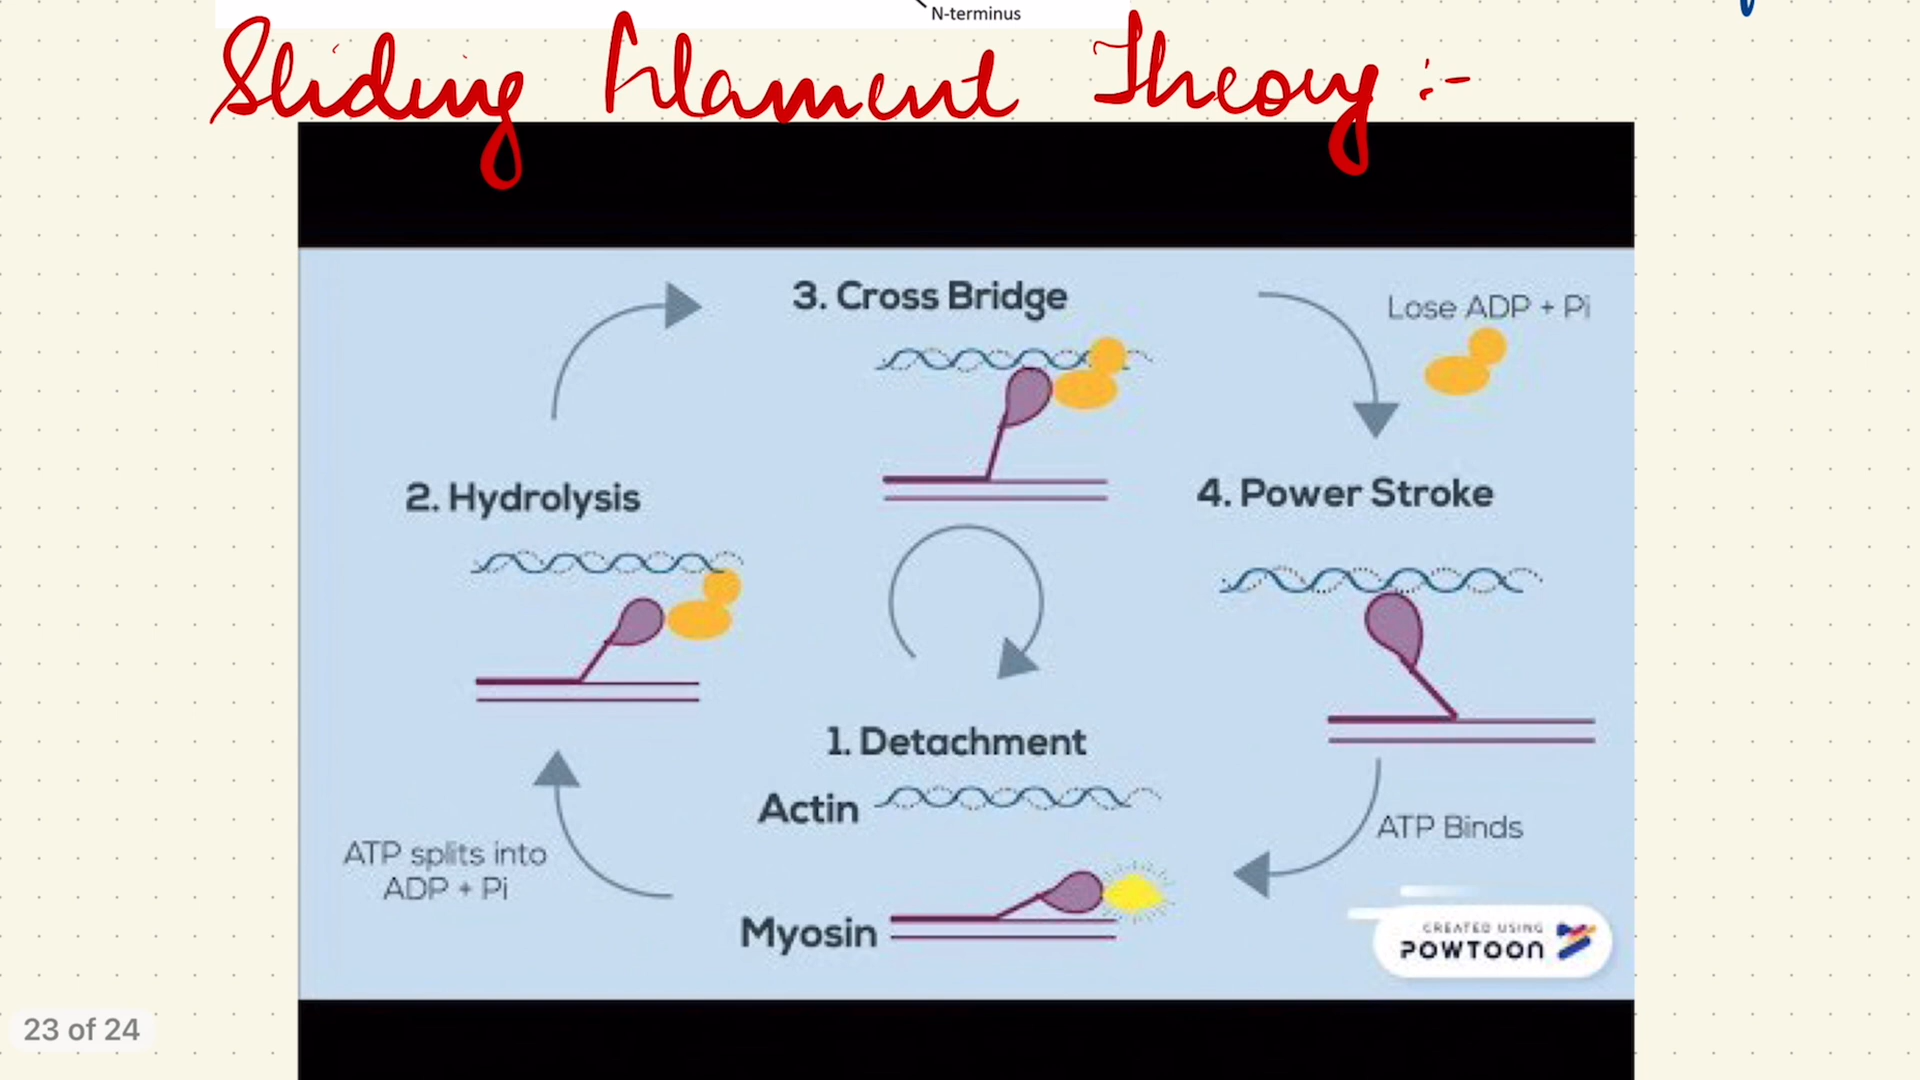 N-terminus
Sliding filament Theory :-
3. Cross Bridge
Lose ADP + Pi
2. Hydrolysis
4. Power Stroke
1. Detachment
Actin
ATP Binds
ATP splits into
ADP + Pi
Myosin
CREATED USING
POWTOON
23 of 24